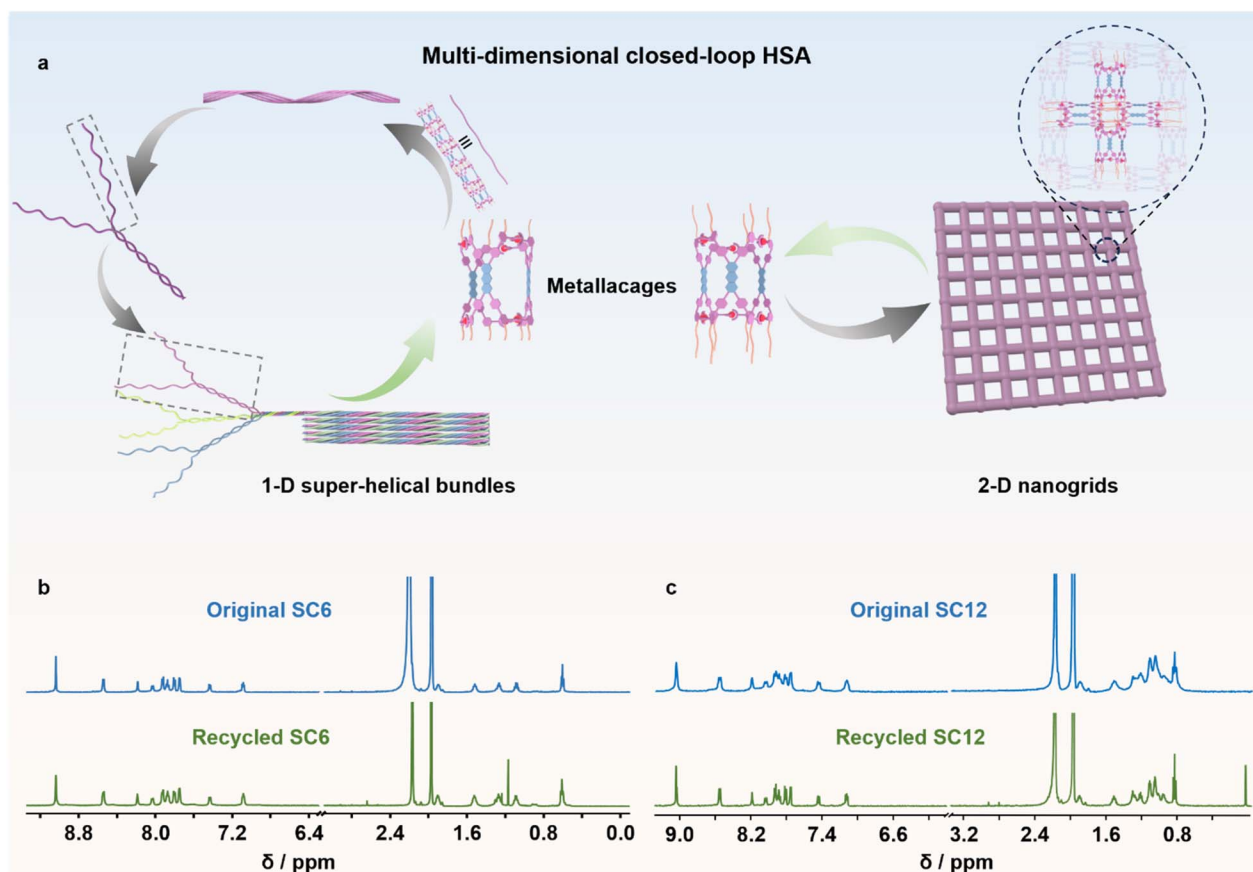 Multi-dimensional closed-loop HSA
a
Metallacages
1-D super-helical bundles
2-D nanogrids
b
Original SC6
Recycled SC6
8.8 8.0 7.2 6.4 2.4 1.6 0.8 0.0
δ / ppm
c
Original SC12
Recycled SC12
9.0 8.2 7.4 6.6 3.2 2.4 1.6 0.8
δ / ppm